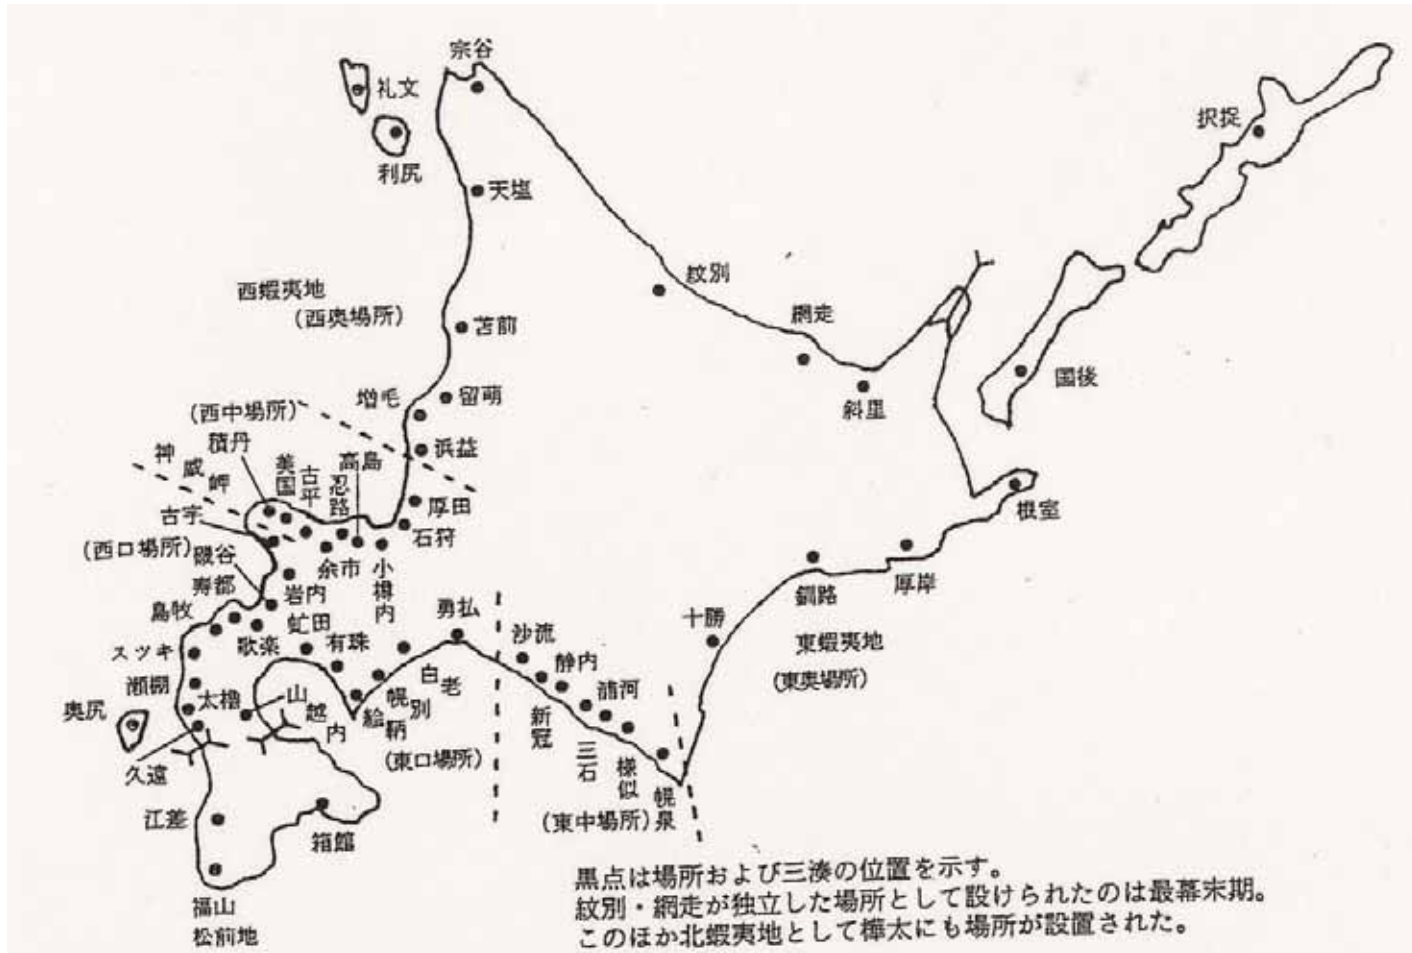 宗谷
礼文
利尻
択捉
天塩
西蝦夷地
(西奥場所)
紋別
網走
斜里
国後
苫前
留萌
増毛
浜益
(西中場所)
神威岬
積丹
美国
古平
忍路
高島
厚田
石狩
古宇
(西口場所)
余市
小樽内
磯谷
岩内
寿都
島牧
歌楽
虻田
有珠
勇払
スツキ
瀬棚
太櫓
奥尻
久遠
山越内
絵鞆
幌別
白老
(東口場所)
沙流
静内
浦河
新冠
三石
様似
幌泉
(東中場所)
十勝
釧路
厚岸
根室
東蝦夷地
(東奥場所)
江差
箱館
福山
松前地
黒点は場所および三湊の位置を示す。
紋別・網走が独立した場所として設けられたのは最幕末期。
このほか北蝦夷地として樺太にも場所が設置された。